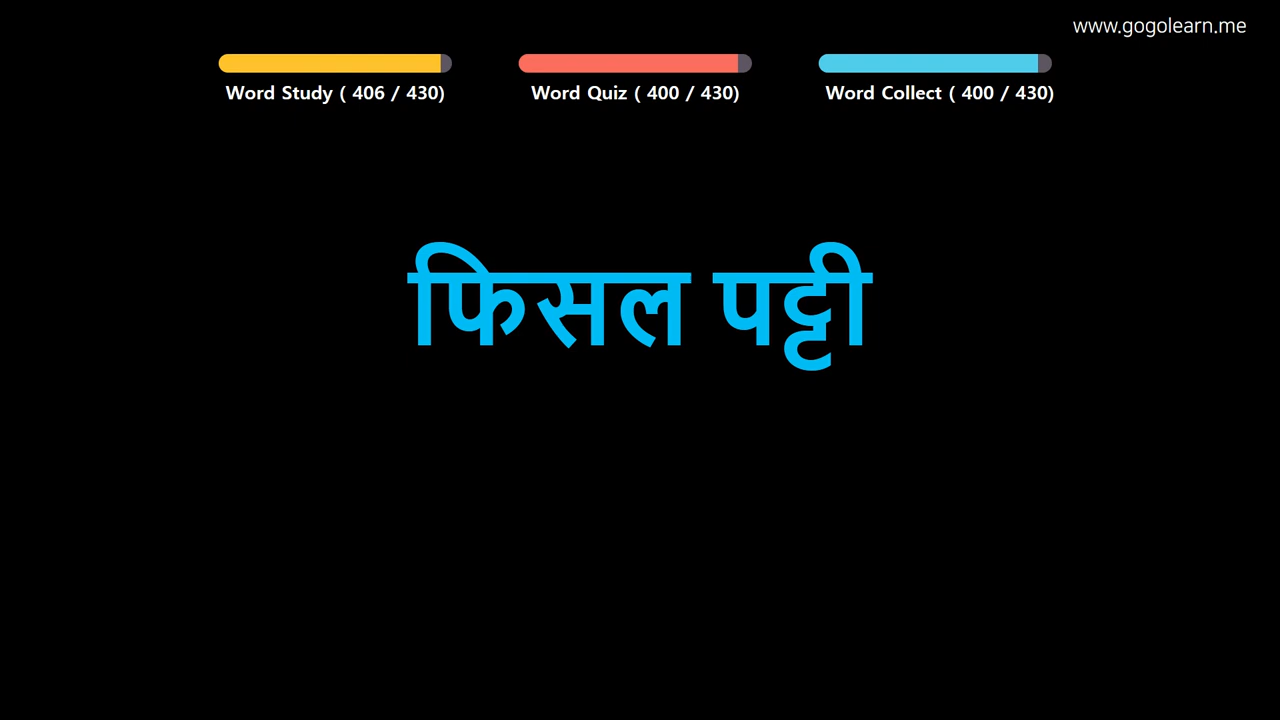 www.gogolearn.me
Word Study ( 406 / 430)
Word Quiz ( 400 / 430)
Word Collect ( 400 / 430)
फिसल पट्टी